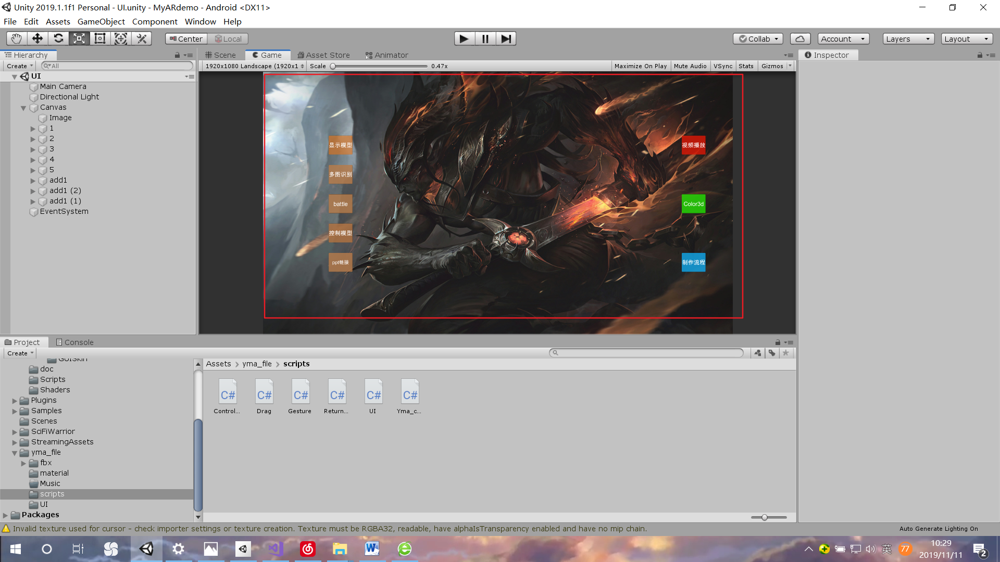 Unity 2019.1.1f1 Personal - UI.unity - MyARdemo - Android <DX11>
File Edit Assets GameObject Component Window Help
Center Local
Collab Account Layers Layout
Hierarchy
Scene Game Asset Store Animator
Inspector
Create All
1920x1080 Landscape (1920x1 Scale 0.47x Maximize On Play Mute Audio VSync Stats Gizmos
UI
Main Camera
Directional Light
Canvas
Image
1
2
3
4
5
add1
add1 (2)
add1 (1)
EventSystem
显示模型
多图识别
battle
控制模型
ppt链接
视频播放
Color3d
制作流程
Project Console
Create
GUISkin
doc
Scripts
Shaders
Plugins
Samples
Scenes
SciFiWarrior
StreamingAssets
yma_file
fbx
material
Music
scripts
UI
Packages
Assets yma_file scripts
C# C# C# C# C# C#
Control... Drag Gesture Return... UI Yma_c...
Invalid texture used for cursor - check importer settings or texture creation. Texture must be RGBA32, readable, have alphaIsTransparency enabled and have no mip chain.
Auto Generate Lighting On
英 77
10:29
2019/11/11
2